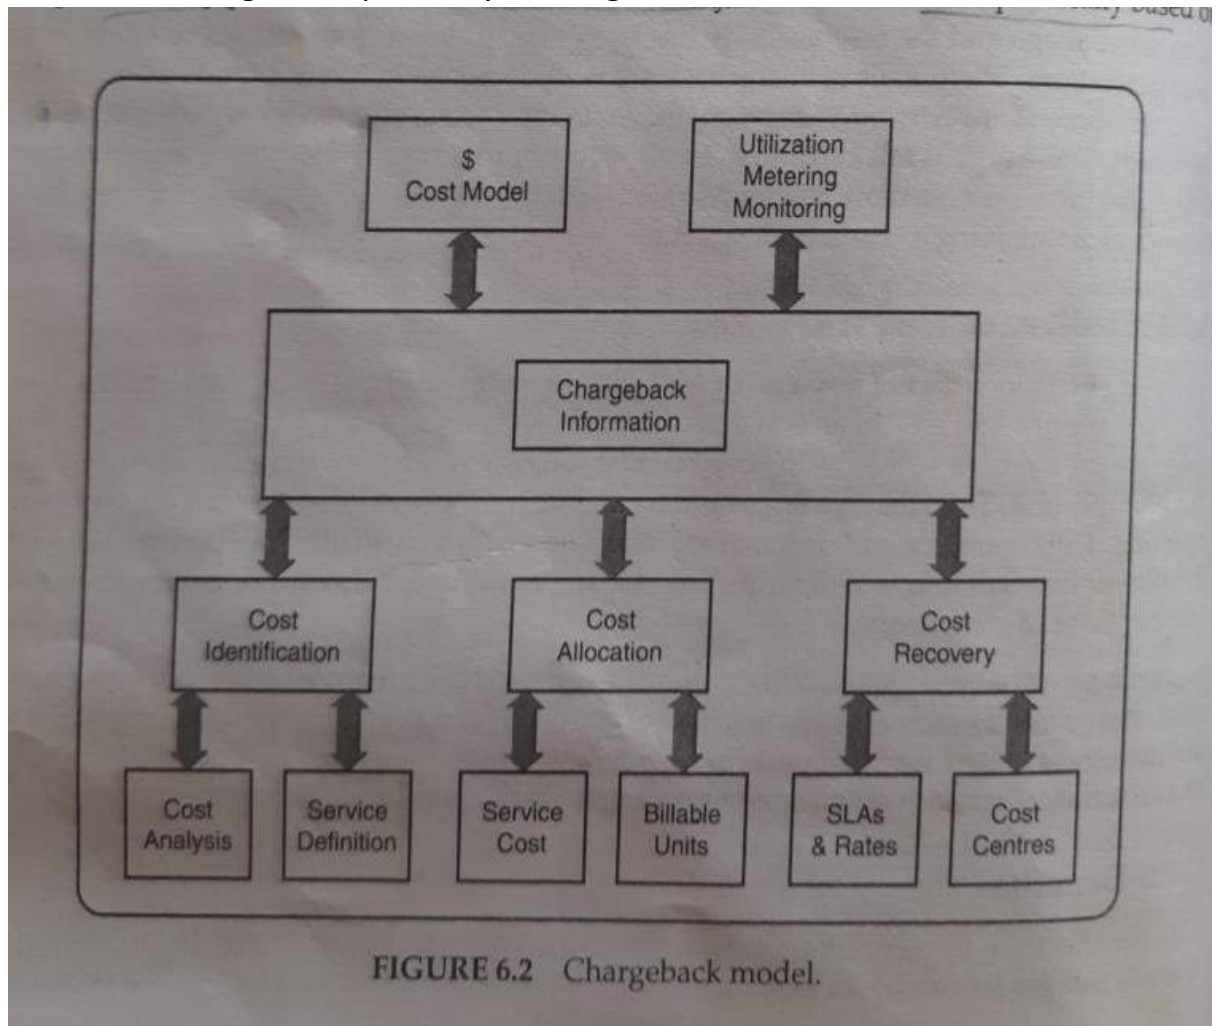 based
$
Cost Model
Utilization
Metering
Monitoring
Chargeback
Information
Cost
Identification
Cost
Allocation
Cost
Recovery
Cost
Analysis
Service
Definition
Service
Cost
Billable
Units
SLAs
& Rates
Cost
Centres
FIGURE 6.2 Chargeback model.